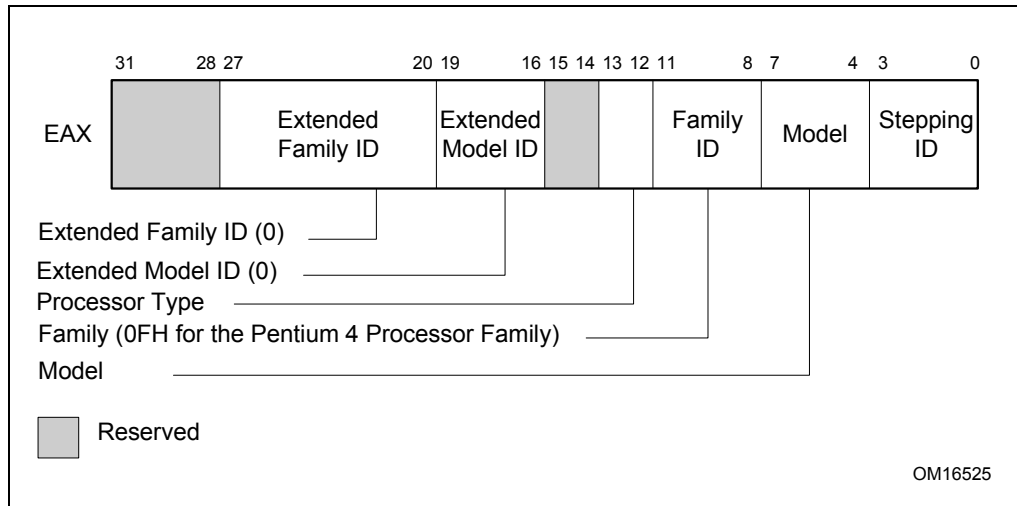 31 28 27 20 19 16 15 14 13 12 11 8 7 4 3 0
EAX
Extended Family ID
Extended Model ID
Family ID
Model
Stepping ID
Extended Family ID (0)
Extended Model ID (0)
Processor Type
Family (0FH for the Pentium 4 Processor Family)
Model
Reserved
OM16525